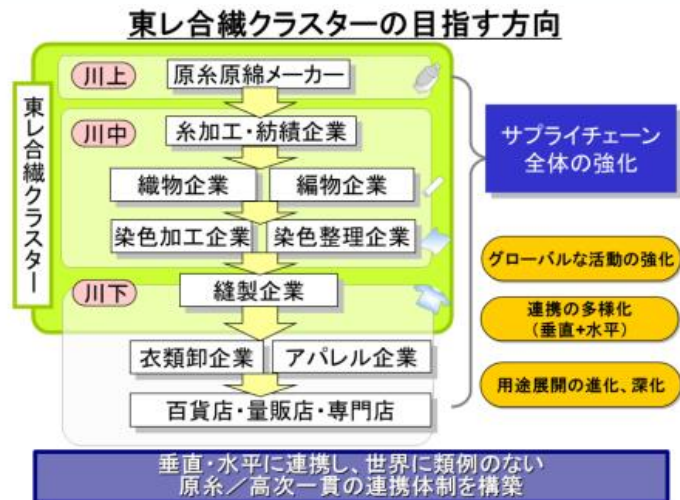 東レ合繊クラスターの目指す方向
東レ合繊クラスター
川上
原糸原綿メーカー
川中
糸加工・紡績企業
織物企業
編物企業
染色加工企業
染色整理企業
川下
縫製企業
衣類卸企業
アパレル企業
百貨店・量販店・専門店
サプライチェーン
全体の強化
グローバルな活動の強化
連携の多様化
(垂直+水平)
用途展開の進化、深化
垂直・水平に連携し、世界に類例のない
原糸/高次一貫の連携体制を構築